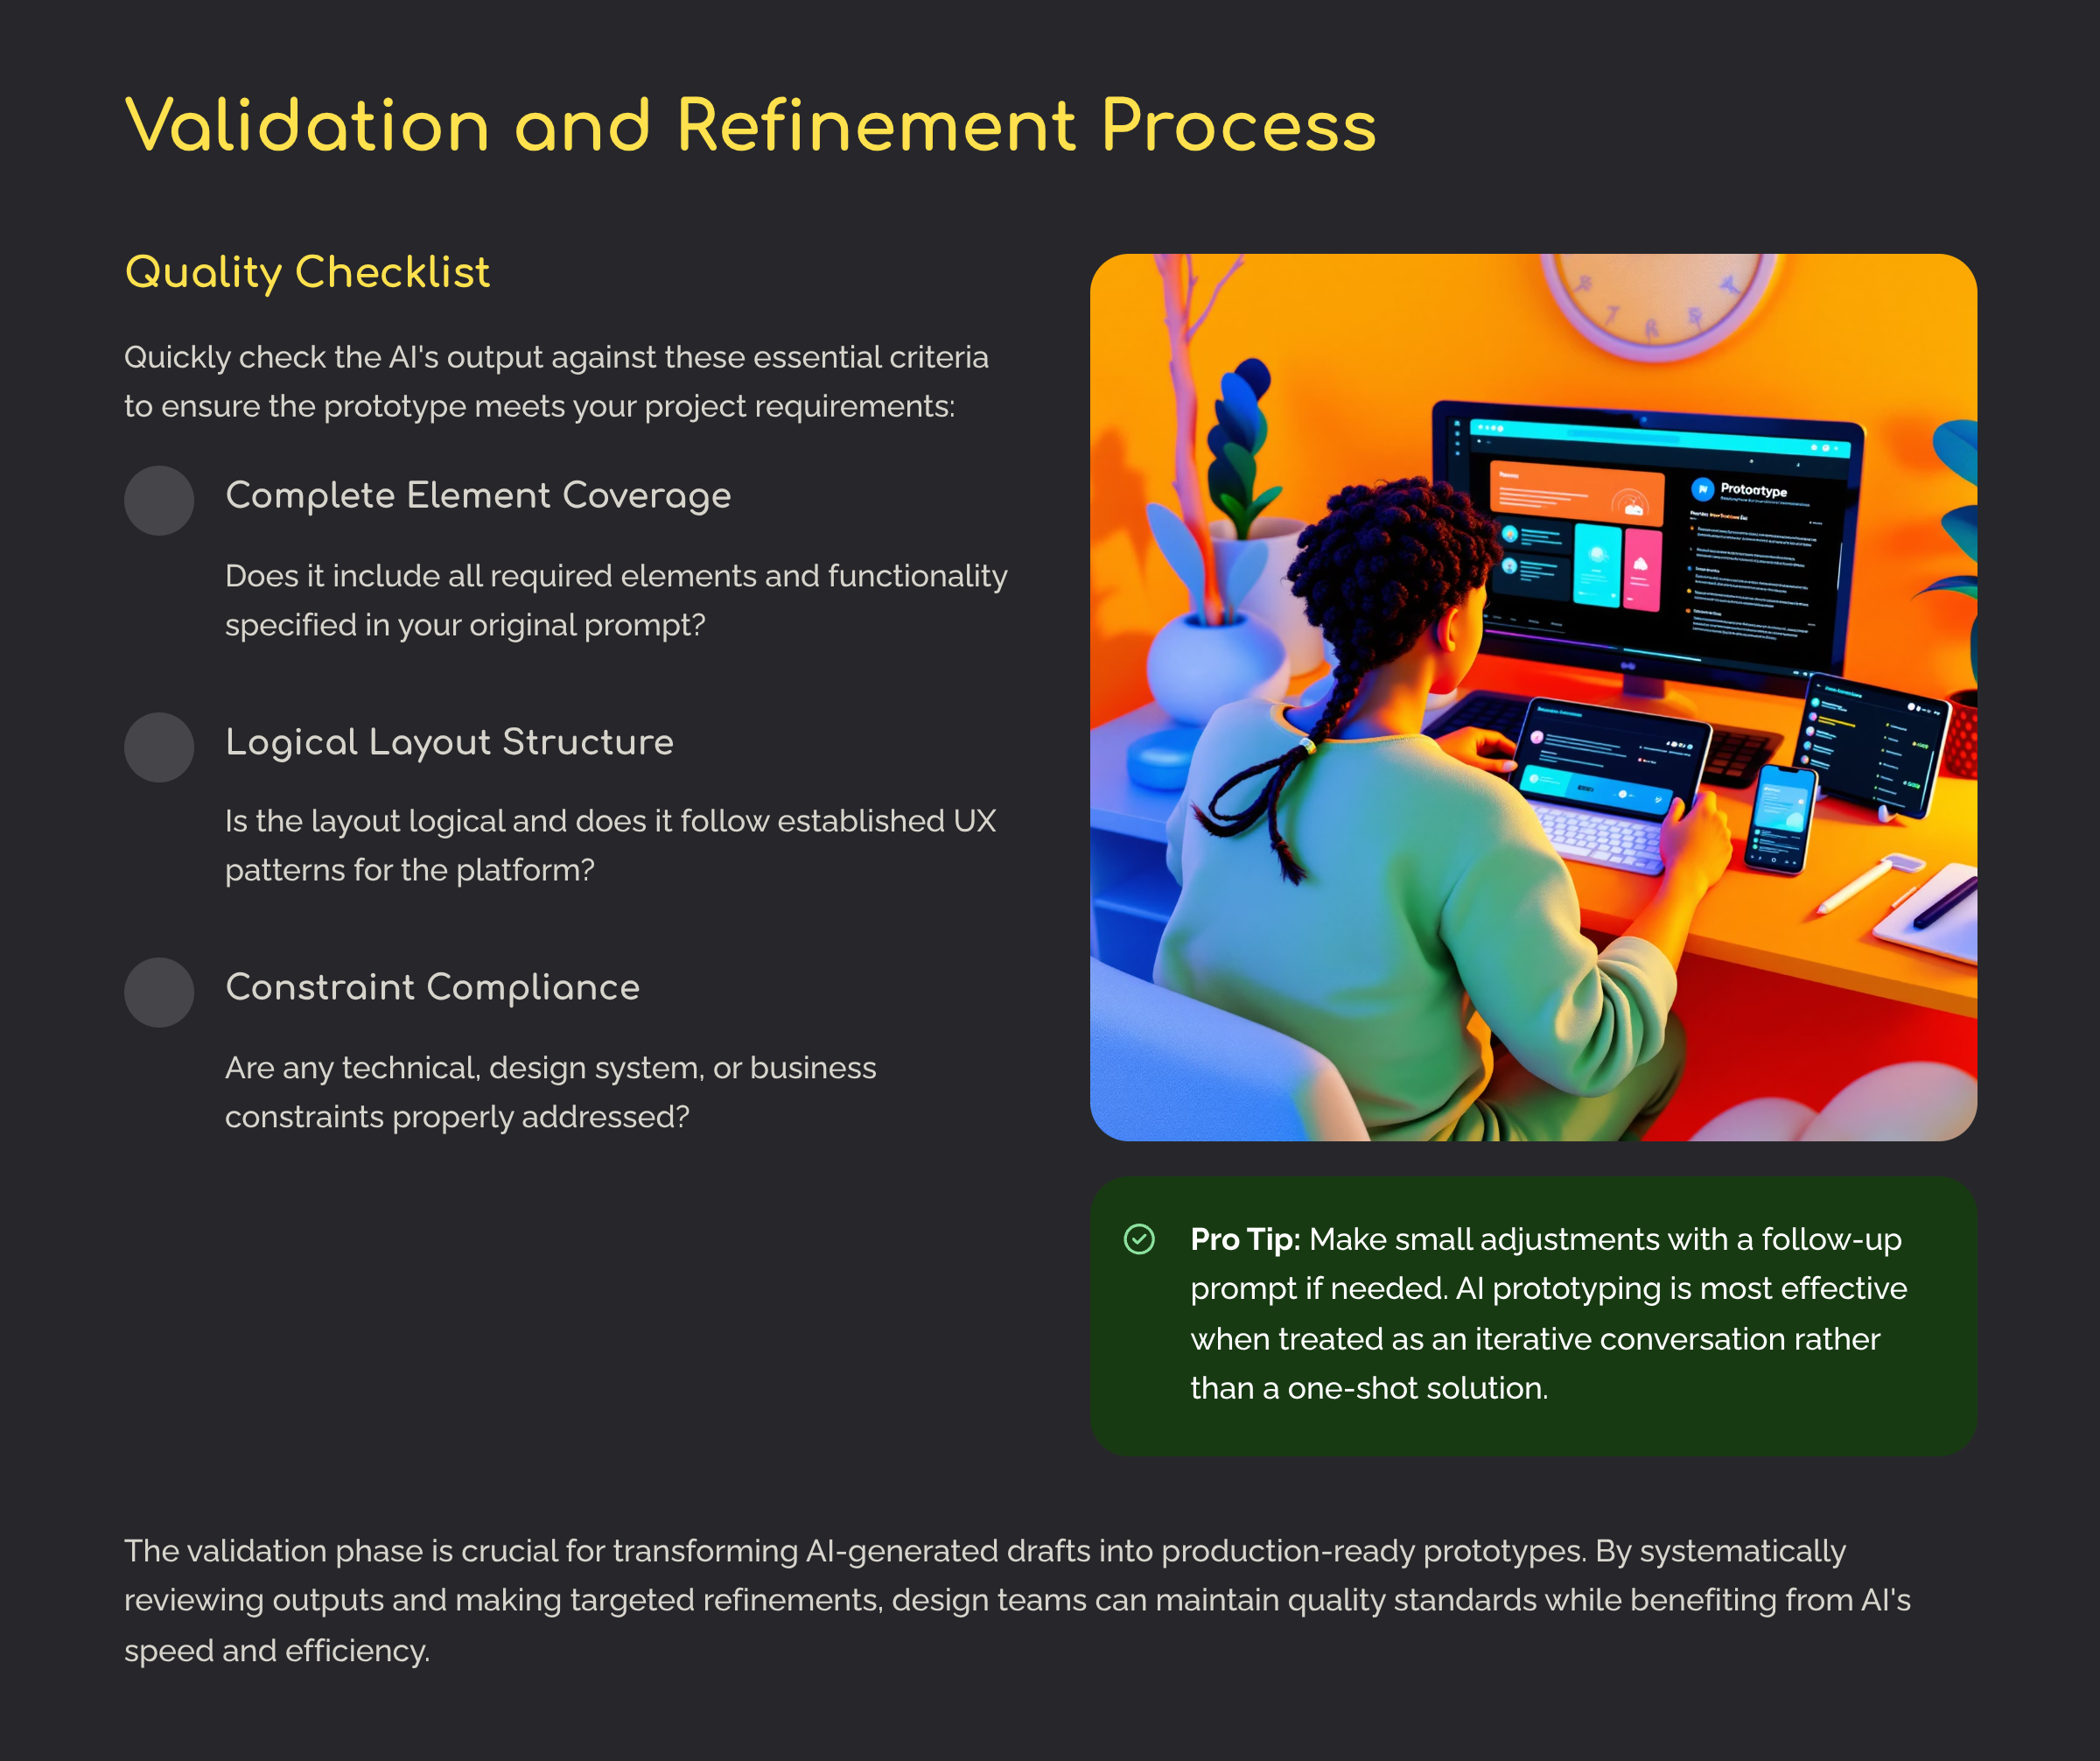 Validation and Refinement Process
Quality Checklist
Quickly check the AI's output against these essential criteria
to ensure the prototype meets your project requirements:
Complete Element Coverage
Does it include all required elements and functionality
specified in your original prompt?
Logical Layout Structure
Is the layout logical and does it follow established UX
patterns for the platform?
Constraint Compliance
Are any technical, design system, or business
constraints properly addressed?
Pro Tip: Make small adjustments with a follow-up
prompt if needed. AI prototyping is most effective
when treated as an iterative conversation rather
than a one-shot solution.
The validation phase is crucial for transforming AI-generated drafts into production-ready prototypes. By systematically
reviewing outputs and making targeted refinements, design teams can maintain quality standards while benefiting from AI's
speed and efficiency.